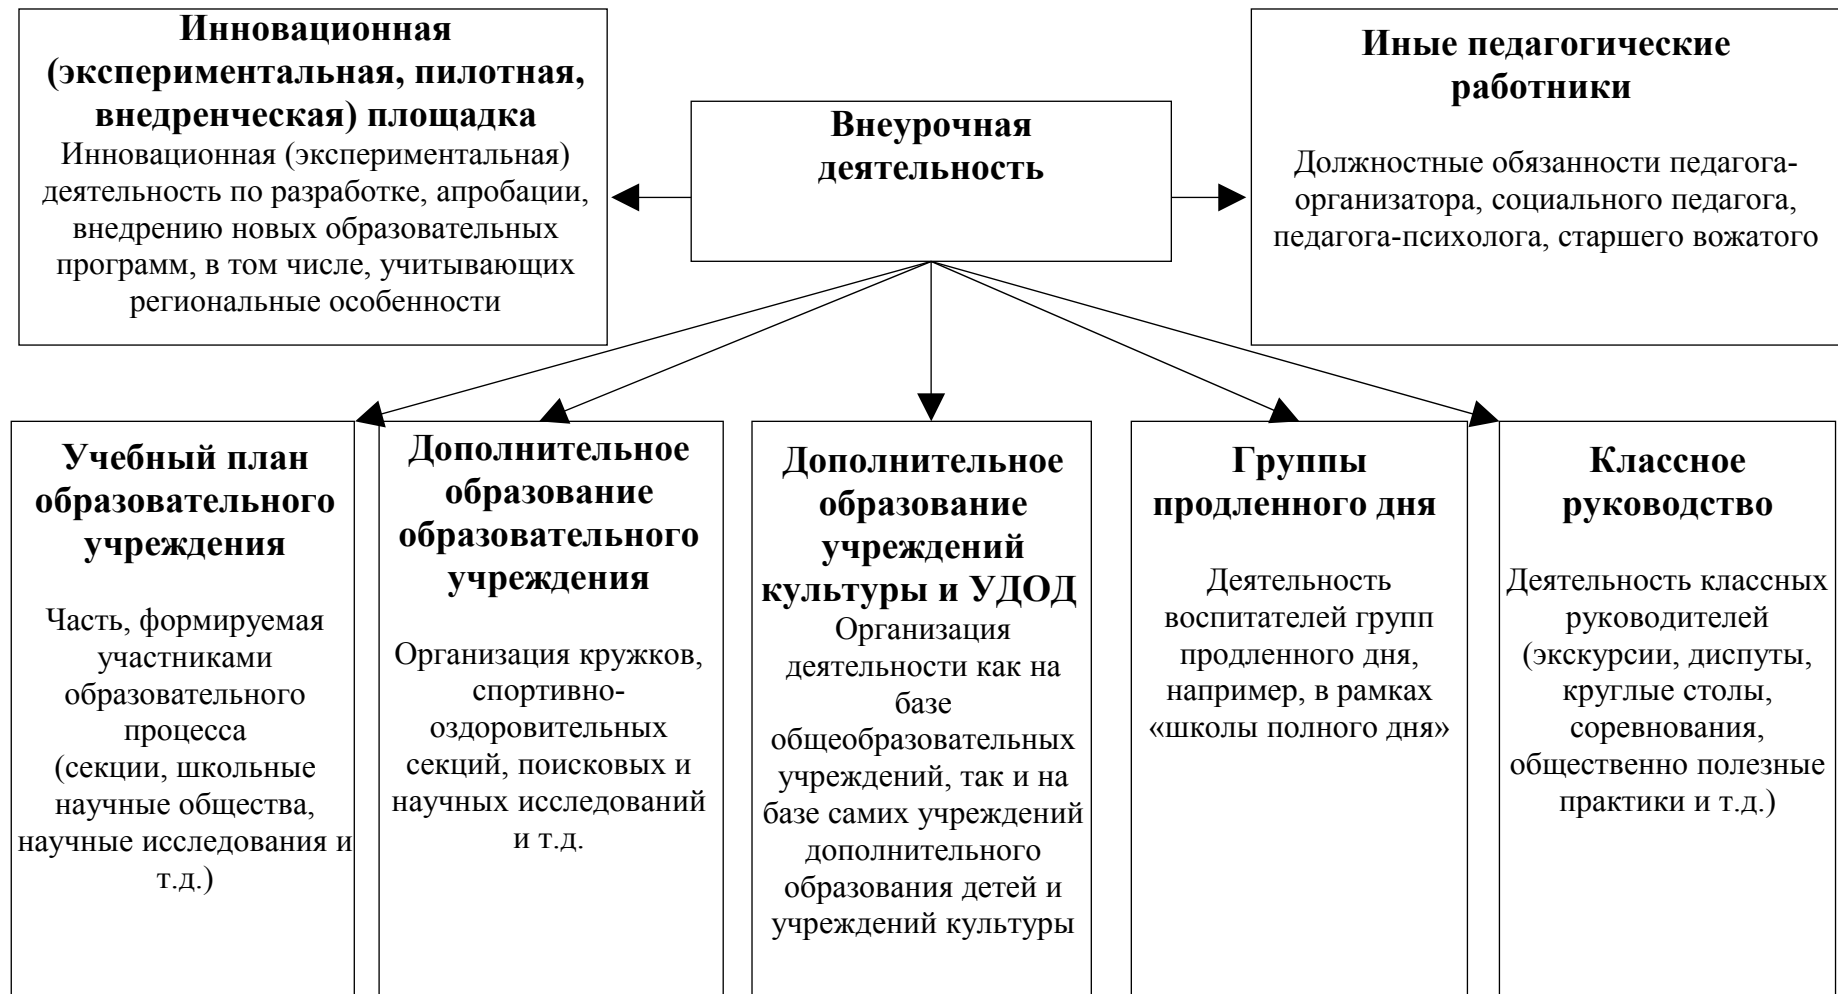 Инновационная
(экспериментальная, пилотная,
внедренческая) площадка
Инновационная (экспериментальная)
деятельность по разработке, апробации,
внедрению новых образовательных
программ, в том числе, учитывающих
региональные особенности
Внеурочная
деятельность
Иные педагогические
работники
Должностные обязанности педагога-
организатора, социального педагога,
педагога-психолога, старшего вожатого
Учебный план
образовательного
учреждения
Часть, формируемая
участниками
образовательного
процесса
(секции, школьные
научные общества,
научные исследования и
т.д.)
Дополнительное
образование
образовательного
учреждения
Организация кружков,
спортивно-
оздоровительных
секций, поисковых и
научных исследований
и т.д.
Дополнительное
образование
учреждений
культуры и УДОД
Организация
деятельности как на
базе
общеобразовательных
учреждений, так и на
базе самих учреждений
дополнительного
образования детей и
учреждений культуры
Группы
продленного дня
Деятельность
воспитателей групп
продленного дня,
например, в рамках
«школы полного дня»
Классное
руководство
Деятельность классных
руководителей
(экскурсии, диспуты,
круглые столы,
соревнования,
общественно полезные
практики и т.д.)